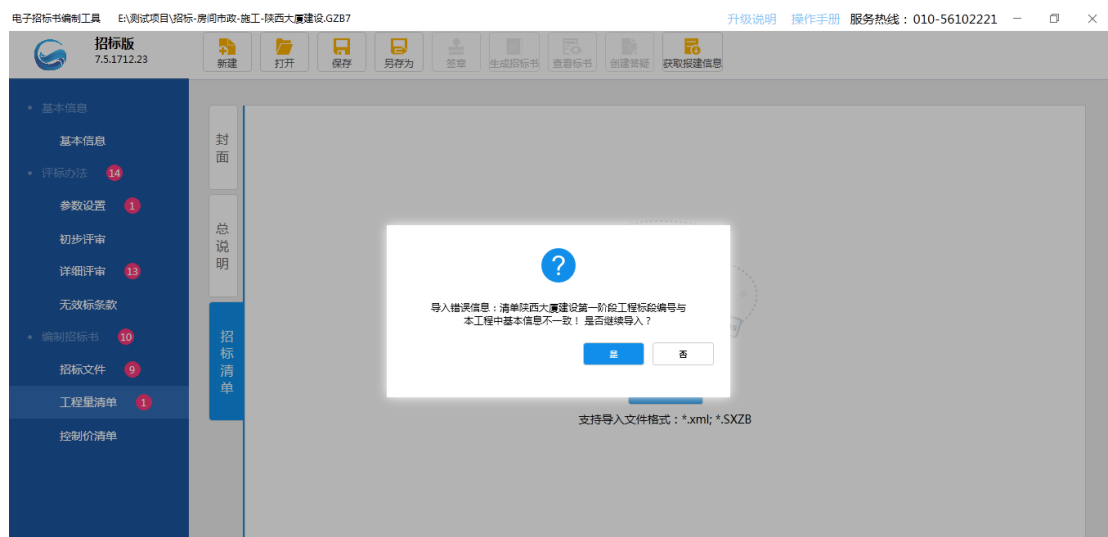 电子招标书编制工具 E:\测试项目\招标-房间市政-施工-陕西大厦建设.GZB7
升级说明 操作手册 服务热线：010-56102221
招标版
7.5.1712.23
新建 打开 保存 另存为 签章 生成招标书 查看标书 创建答疑 获取报建信息
基本信息
基本信息
评标办法 14
参数设置 1
初步评审
详细评审 13
无效标条款
编制招标书 10
招标文件 9
工程量清单 1
控制价清单
封面
总说明
招标清单
?
导入错误信息：清单陕西大厦建设第一阶段工程标段编号与
本工程中基本信息不一致！ 是否继续导入？
是 否
支持导入文件格式：*.xml; *.SXZB